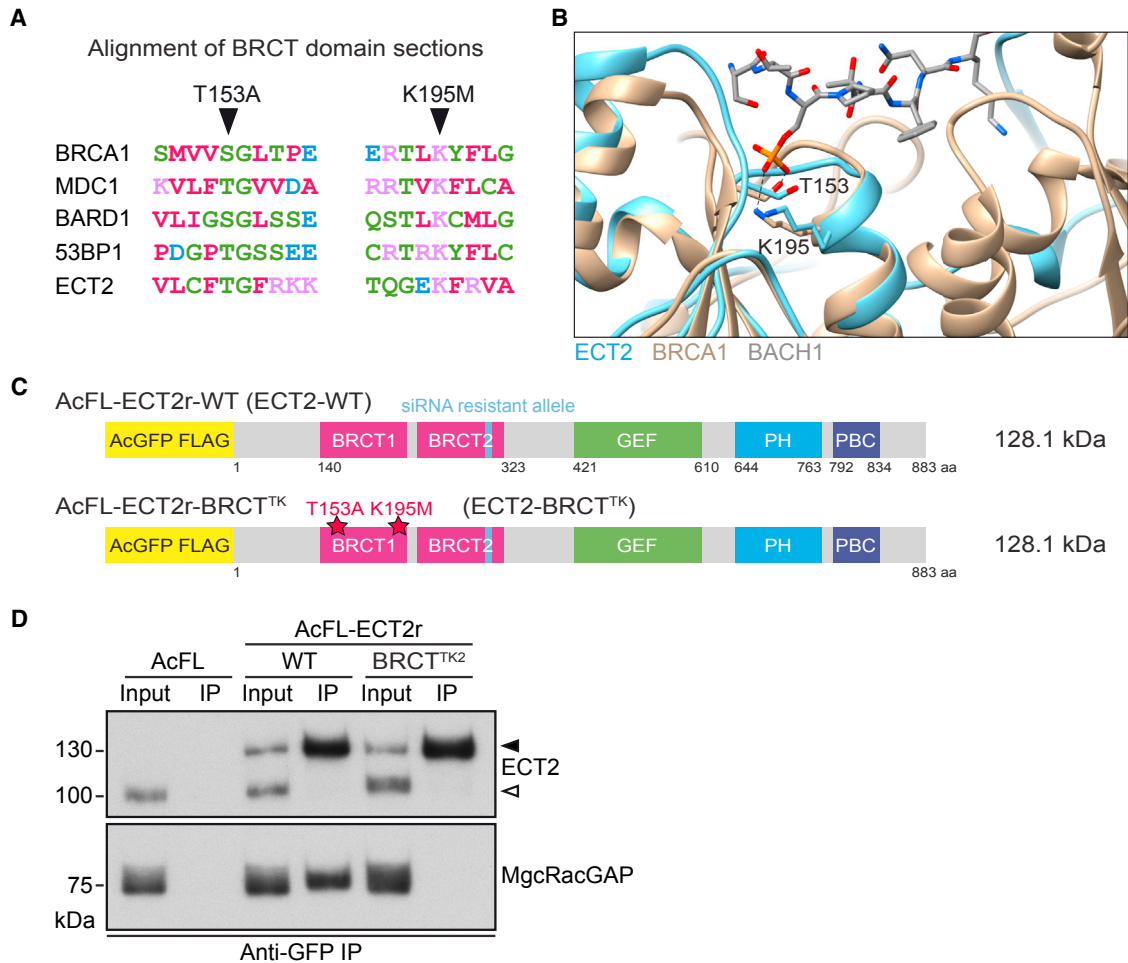 A
Alignment of BRCT domain sections
T153A K195M
BRCA1 SMVVSGLTPE ERTLKYFLG
MDC1 KVLFTGVVDA RRTVKFLCA
BARD1 VLIGSGLSSE QSTLKCMLG
53BP1 PDGPTGSSEE CRTRKYFLC
ECT2 VLCFTGFRKK TQGEKFRVA
B
T153
K195
ECT2 BRCA1 BACH1
C
AcFL-ECT2r-WT (ECT2-WT) siRNA resistant allele
AcGFP FLAG BRCT1 BRCT2 GEF PH PBC 128.1 kDa
1 140 323 421 610 644 763 792 834 883 aa
AcFL-ECT2r-BRCTᵀᴷ T153A K195M (ECT2-BRCTᵀᴷ)
AcGFP FLAG BRCT1 BRCT2 GEF PH PBC 128.1 kDa
1 883 aa
D
AcFL-ECT2r
AcFL WT BRCTᵀᴷ²
Input IP Input IP Input IP
130
ECT2
100
75 MgcRacGAP
kDa
Anti-GFP IP